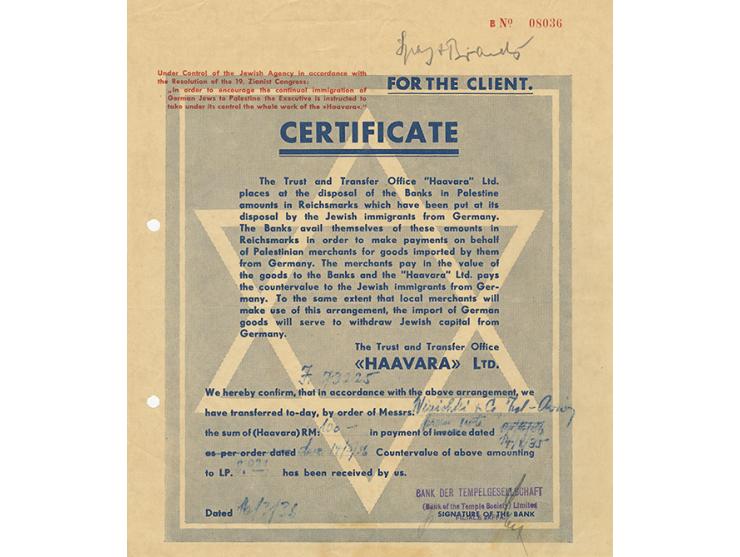 B Nº 08036
Under Control of the Jewish Agency in accordance with
the Resolution of the 19. Zionist Congress:
„In order to encourage the continual immigration of
German Jews to Palestine the Executive is instructed to
take under its control the whole work of the »Haavara«."
FOR THE CLIENT.
CERTIFICATE
The Trust and Transfer Office "Haavara" Ltd.
places at the disposal of the Banks in Palestine
amounts in Reichsmarks which have been put at its
disposal by the Jewish immigrants from Germany.
The Banks avail themselves of these amounts in
Reichsmarks in order to make payments on behalf
of Palestinian merchants for goods imported by them
from Germany. The merchants pay in the value of
the goods to the Banks and the "Haavara" Ltd. pays
the countervalue to the Jewish immigrants from Ger-
many. To the same extent that local merchants will
make use of this arrangement, the import of German
goods will serve to withdraw Jewish capital from
Germany.
The Trust and Transfer Office
«HAAVARA» LTD.
We hereby confirm, that in accordance with the above arrangement, we
have transferred to-day, by order of Messrs.
the sum of (Haavara) RM: 100.— in payment of invoice dated
as per order dated Countervalue of above amounting
to LP. has been received by us.
BANK DER TEMPELGESELLSCHAFT
(Bank of the Temple Society) Limited
Dated SIGNATURE OF THE BANK